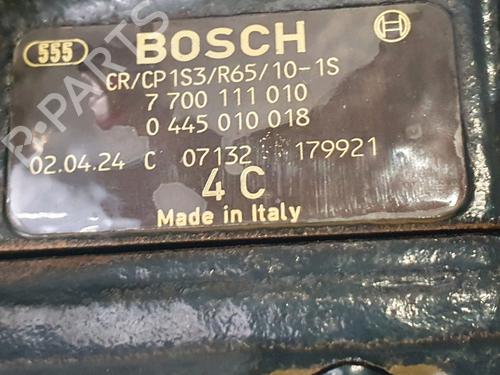 555 BOSCH
CR/CP1S3/R65/10-1S
7 700 111 010
0 445 010 018
02.04.24 C 07132 179921
4 C
Made in Italy
B-PARTS